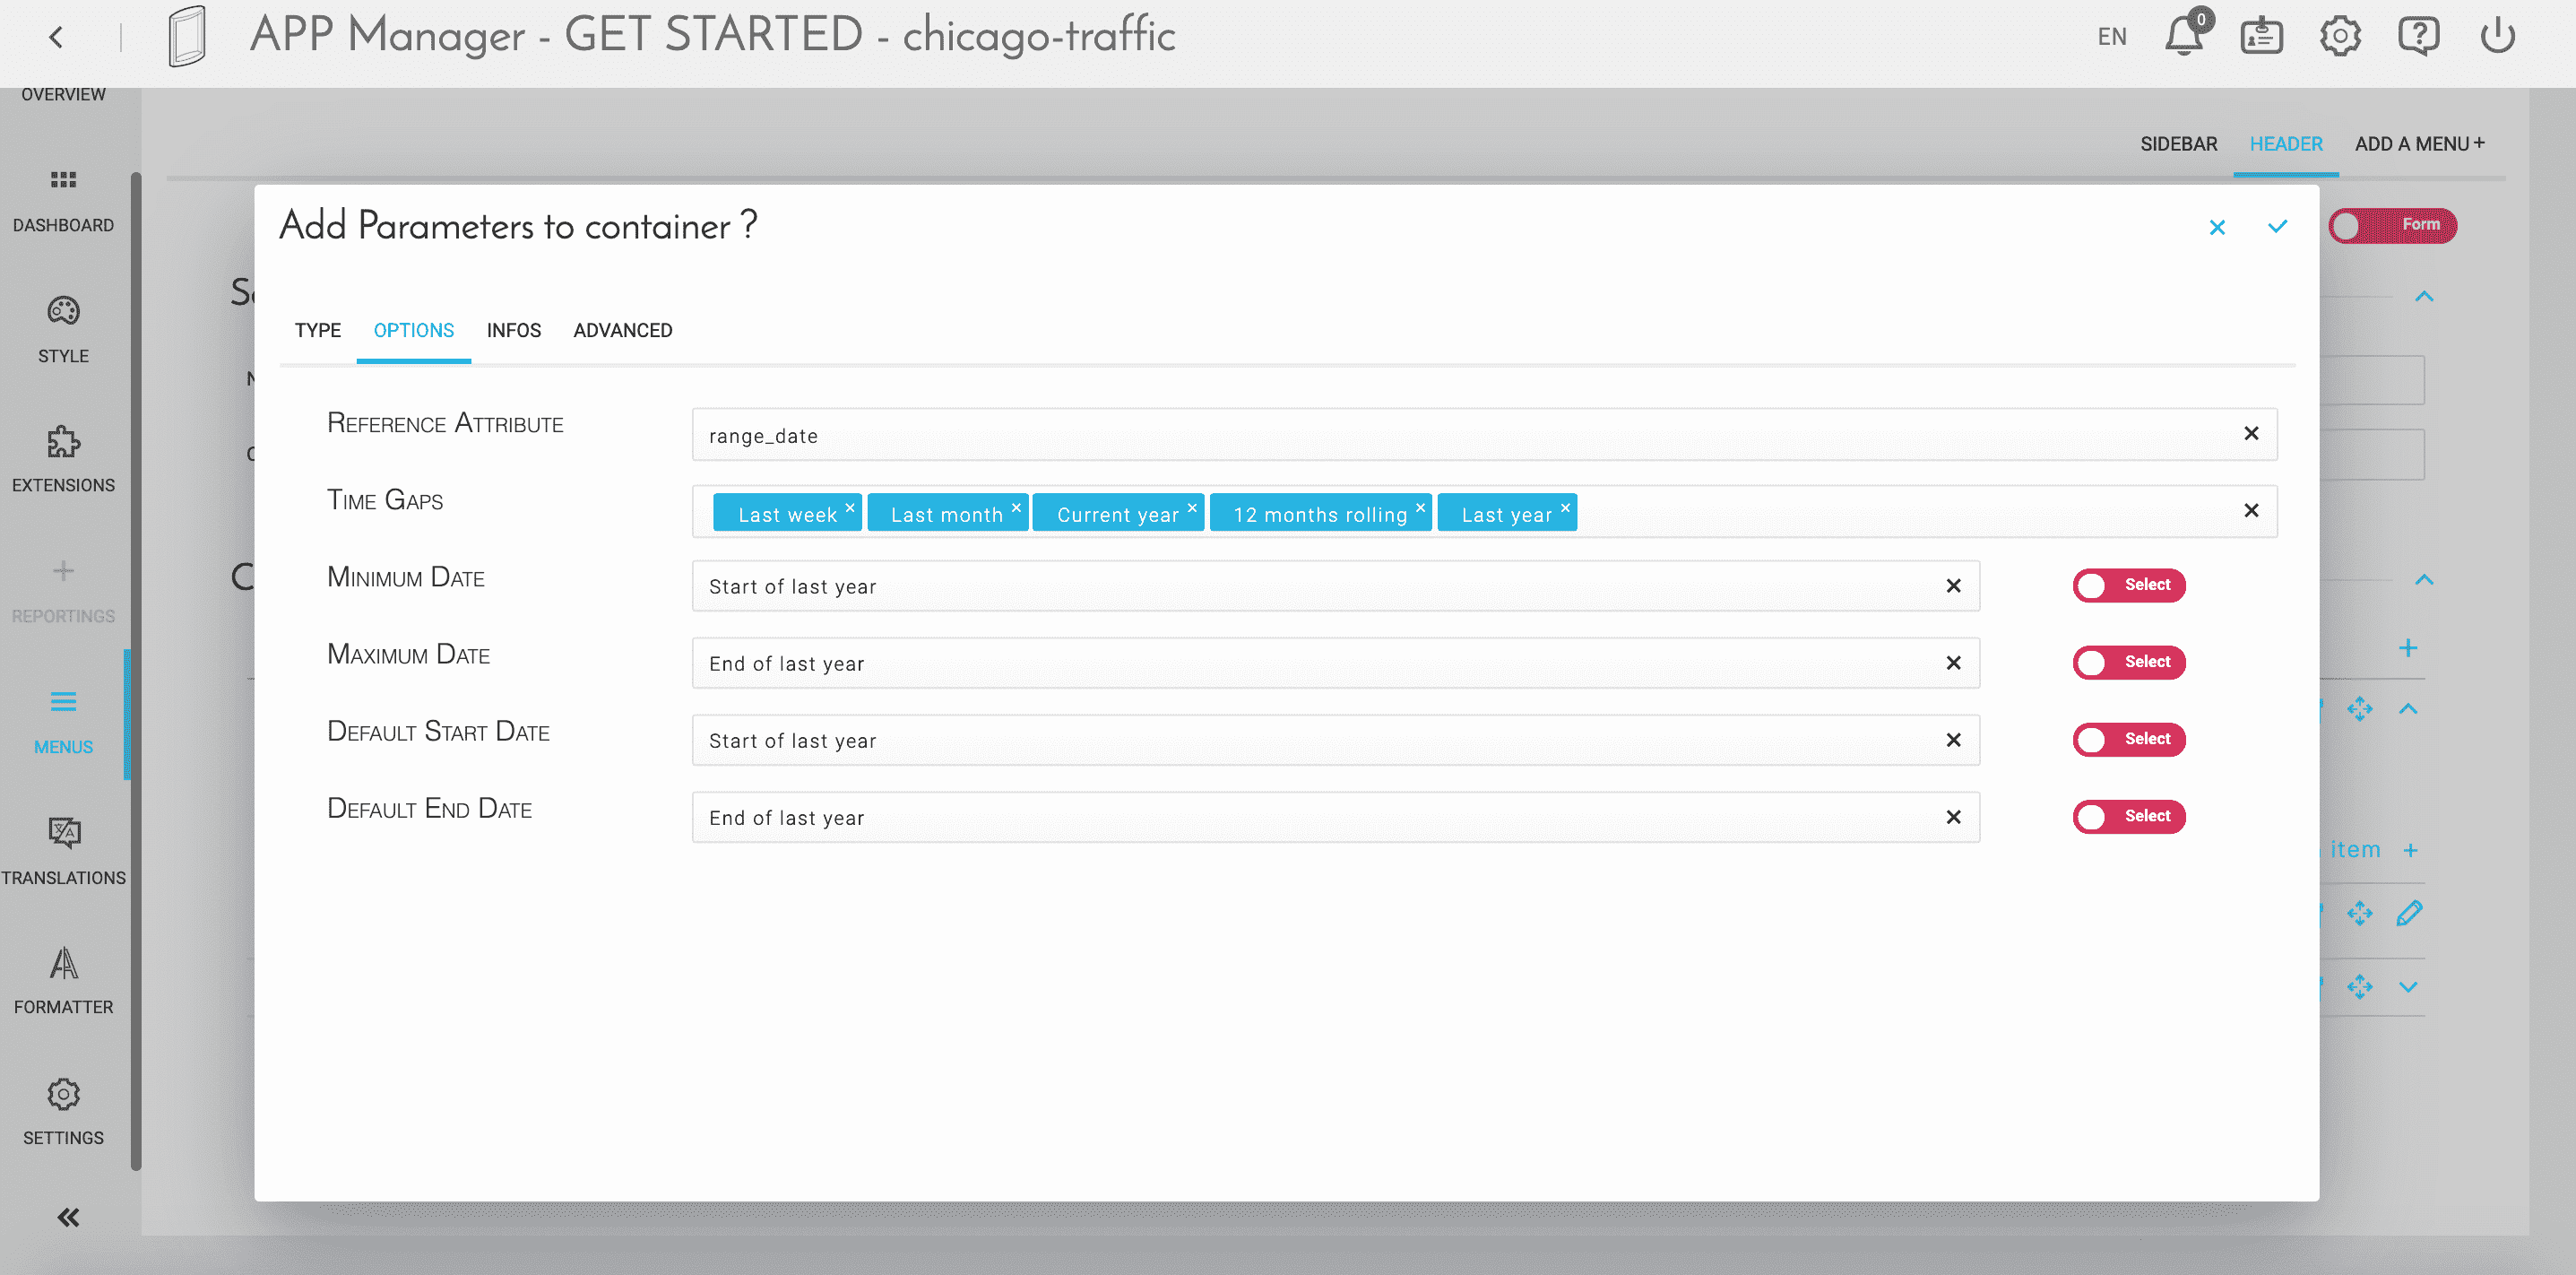 APP Manager - GET STARTED - chicago-traffic
EN
0
OVERVIEW
SIDEBAR HEADER ADD A MENU +
DASHBOARD
STYLE
EXTENSIONS
REPORTINGS
MENUS
TRANSLATIONS
FORMATTER
SETTINGS
Form
Add Parameters to container ?
TYPE OPTIONS INFOS ADVANCED
Reference Attribute range_date
Time Gaps Last week Last month Current year 12 months rolling Last year
Minimum Date Start of last year Select
Maximum Date End of last year Select
Default Start Date Start of last year Select
Default End Date End of last year Select
item +